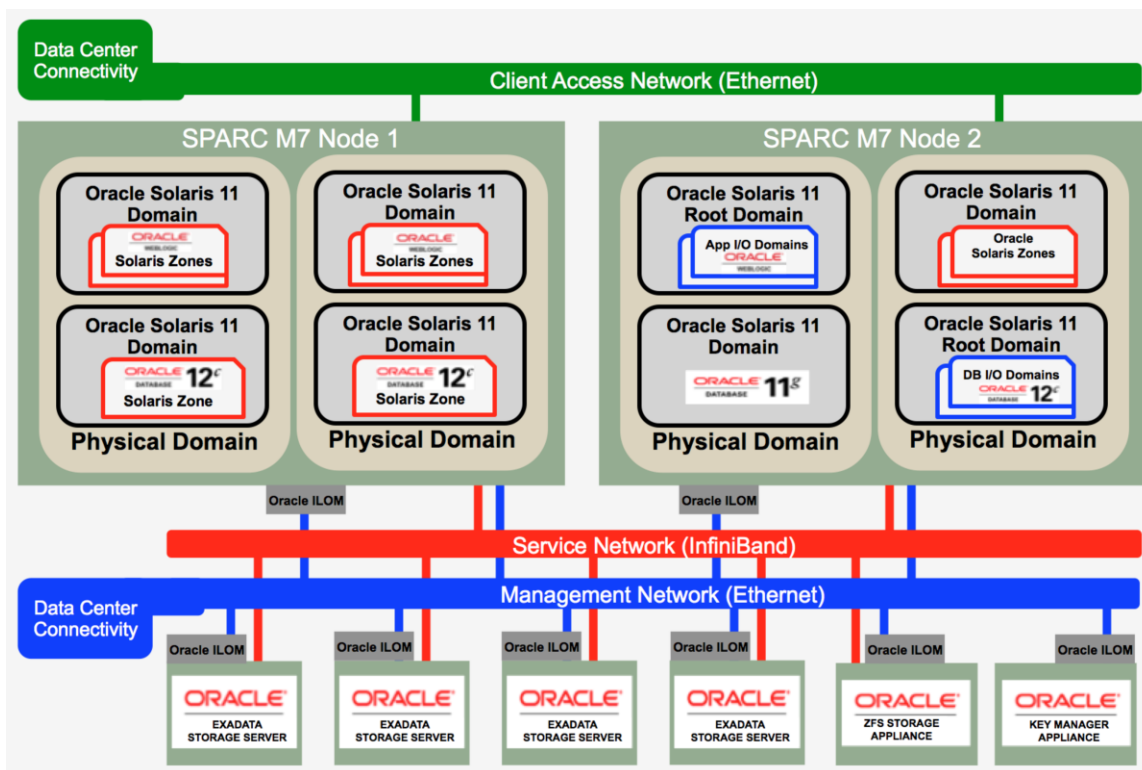 Data Center
Connectivity
Client Access Network (Ethernet)
SPARC M7 Node 1
Oracle Solaris 11
Domain
ORACLE
WEBLOGIC
Solaris Zones
Oracle Solaris 11
Domain
ORACLE
WEBLOGIC
Solaris Zones
Oracle Solaris 11
Domain
ORACLE
DATABASE 12c
Solaris Zone
Oracle Solaris 11
Domain
ORACLE
DATABASE 12c
Solaris Zone
Physical Domain
Physical Domain
SPARC M7 Node 2
Oracle Solaris 11
Root Domain
App I/O Domains
ORACLE
WEBLOGIC
Oracle Solaris 11
Domain
Oracle
Solaris Zones
Oracle Solaris 11
Domain
ORACLE
DATABASE 11g
Oracle Solaris 11
Root Domain
DB I/O Domains
ORACLE
DATABASE 12c
Physical Domain
Physical Domain
Oracle ILOM
Oracle ILOM
Service Network (InfiniBand)
Data Center
Connectivity
Management Network (Ethernet)
Oracle ILOM
Oracle ILOM
Oracle ILOM
Oracle ILOM
Oracle ILOM
Oracle ILOM
ORACLE®
EXADATA
STORAGE SERVER
ORACLE®
EXADATA
STORAGE SERVER
ORACLE®
EXADATA
STORAGE SERVER
ORACLE®
EXADATA
STORAGE SERVER
ORACLE®
ZFS STORAGE
APPLIANCE
ORACLE®
KEY MANAGER
APPLIANCE